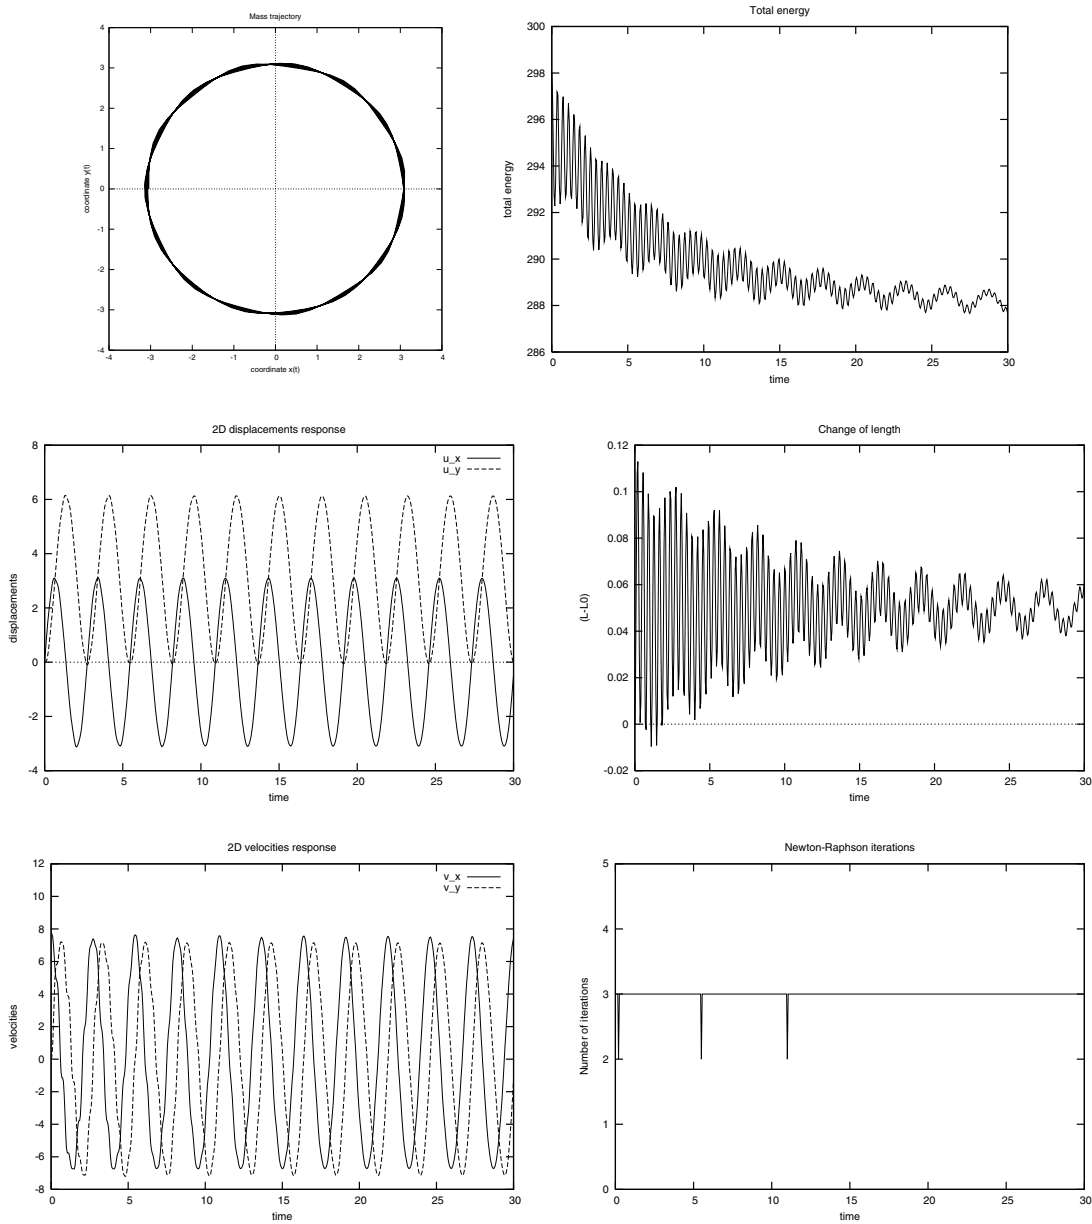 Mass trajectory
4
3
2
1
0
-1
-2
-3
-4
-4 -3 -2 -1 0 1 2 3 4
coordinate y(t)
coordinate x(t)
Total energy
300
298
296
294
292
290
288
286
0 5 10 15 20 25 30
total energy
time
2D displacements response
u_x
u_y
8
6
4
2
0
-2
-4
0 5 10 15 20 25 30
displacements
time
Change of length
0.12
0.1
0.08
0.06
0.04
0.02
0
-0.02
0 5 10 15 20 25 30
(L-L0)
time
2D velocities response
v_x
v_y
12
10
8
6
4
2
0
-2
-4
-6
-8
0 5 10 15 20 25 30
velocities
time
Newton-Raphson iterations
5
4
3
2
1
0
0 5 10 15 20 25 30
Number of iterations
time